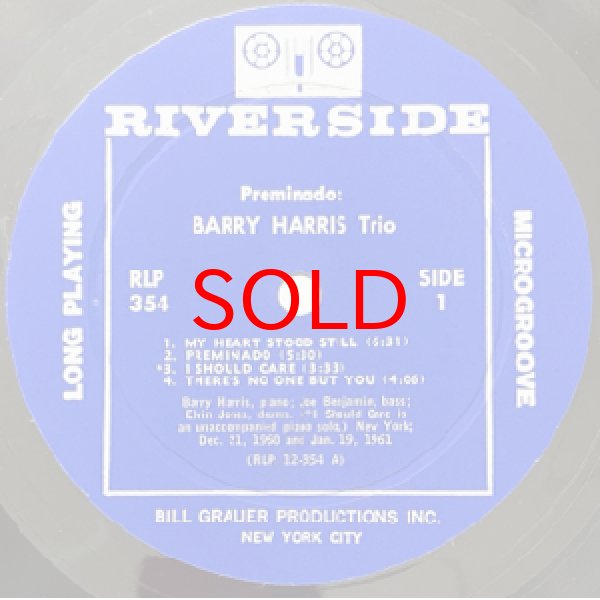 RIVERSIDE
Preminado:
BARRY HARRIS Trio
LONG PLAYING
MICROGROOVE
RLP
354
SIDE
1
SOLD
1. MY HEART STOOD STILL (5:31)
2. PREMINADO (5:30)
*3. I SHOULD CARE (3:33)
4. THERE'S NO ONE BUT YOU (4:06)
Barry Harris, piano; Joe Benjamin, bass;
Elvin Jones, drums. (*I Should Care is
an unaccompanied piano solo.) New York;
Dec. 21, 1960 and Jan. 19, 1961
(RLP 12-354 A)
BILL GRAUER PRODUCTIONS INC.
NEW YORK CITY